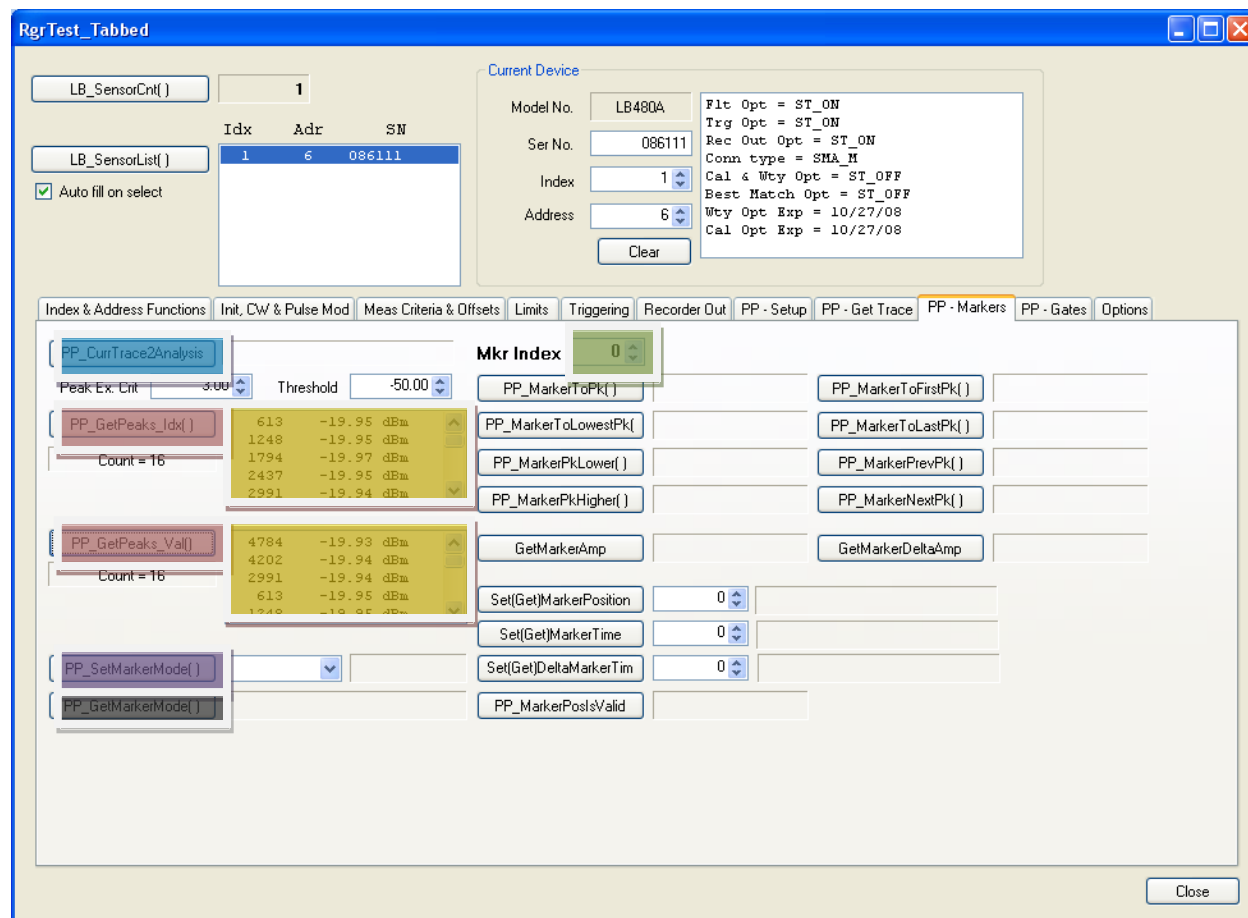 RgrTest_Tabbed
LB_SensorCnt( )
1
Idx Adr SN
LB_SensorList( )
1 6 086111
Auto fill on select
Current Device
Model No. LB480A
Ser No. 086111
Index 1
Address 6
Clear
Flt Opt = ST_ON
Trg Opt = ST_ON
Rec Out Opt = ST_ON
Conn type = SMA_M
Cal & Wty Opt = ST_OFF
Best Match Opt = ST_OFF
Wty Opt Exp = 10/27/08
Cal Opt Exp = 10/27/08
Index & Address Functions Init, CW & Pulse Mod Meas Criteria & Offsets Limits Triggering Recorder Out PP - Setup PP - Get Trace PP - Markers PP - Gates Options
PP_CurrTrace2Analysis
Peak Ex. Crit 3.00 Threshold -50.00
PP_GetPeaks_Idx( )
Count = 16
613 -19.95 dBm
1248 -19.95 dBm
1794 -19.97 dBm
2437 -19.95 dBm
2991 -19.94 dBm
PP_GetPeaks_Val()
Count = 16
4784 -19.93 dBm
4202 -19.94 dBm
2991 -19.94 dBm
613 -19.95 dBm
1248 -19.95 dBm
PP_SetMarkerMode( )
PP_GetMarkerMode( )
Mkr Index 0
PP_MarkerToPk( ) PP_MarkerToFirstPk( )
PP_MarkerToLowestPk( PP_MarkerToLastPk( )
PP_MarkerPkLower( ) PP_MarkerPrevPk( )
PP_MarkerPkHigher( ) PP_MarkerNextPk( )
GetMarkerAmp GetMarkerDeltaAmp
Set(Get)MarkerPosition 0
Set(Get)MarkerTime 0
Set(Get)DeltaMarkerTim 0
PP_MarkerPosIsValid
Close